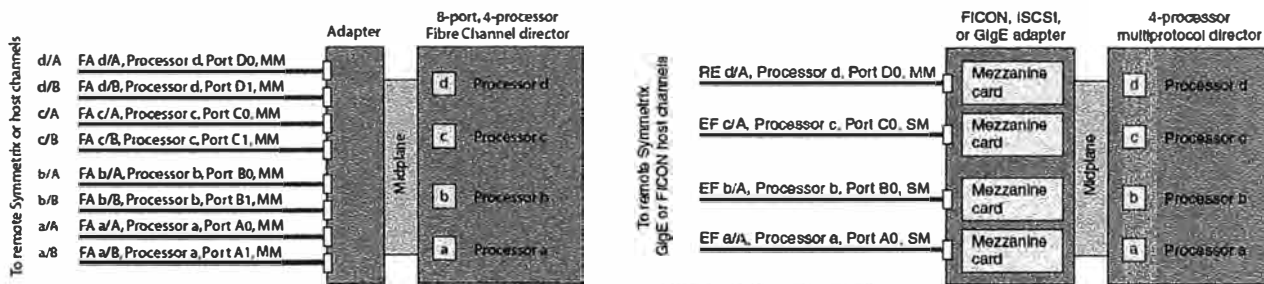 8-port, 4-processor
Adapter Fibre Channel director
To remote Symmetrix or host channels
d/A FA d/A, Processor d, Port D0, MM
d/B FA d/B, Processor d, Port D1, MM
c/A FA c/A, Processor c, Port C0, MM
c/B FA c/B, Processor c, Port C1, MM
b/A FA b/A, Processor b, Port B0, MM
b/B FA b/B, Processor b, Port B1, MM
a/A FA a/A, Processor a, Port A0, MM
a/B FA a/B, Processor a, Port A1, MM
Midplane
d Processor d
c Processor c
b Processor b
a Processor a
FICON, iSCSI,
or GigE adapter
4-processor
multiprotocol director
To remote Symmetrix,
GigE or FICON host channels
RE d/A, Processor d, Port D0, MM
EF c/A, Processor c, Port C0, SM
EF b/A, Processor b, Port B0, SM
EF a/A, Processor a, Port A0, SM
Mezzanine
card
Mezzanine
card
Mezzanine
card
Mezzanine
card
Midplane
d Processor d
c Processor c
b Processor b
a Processor a